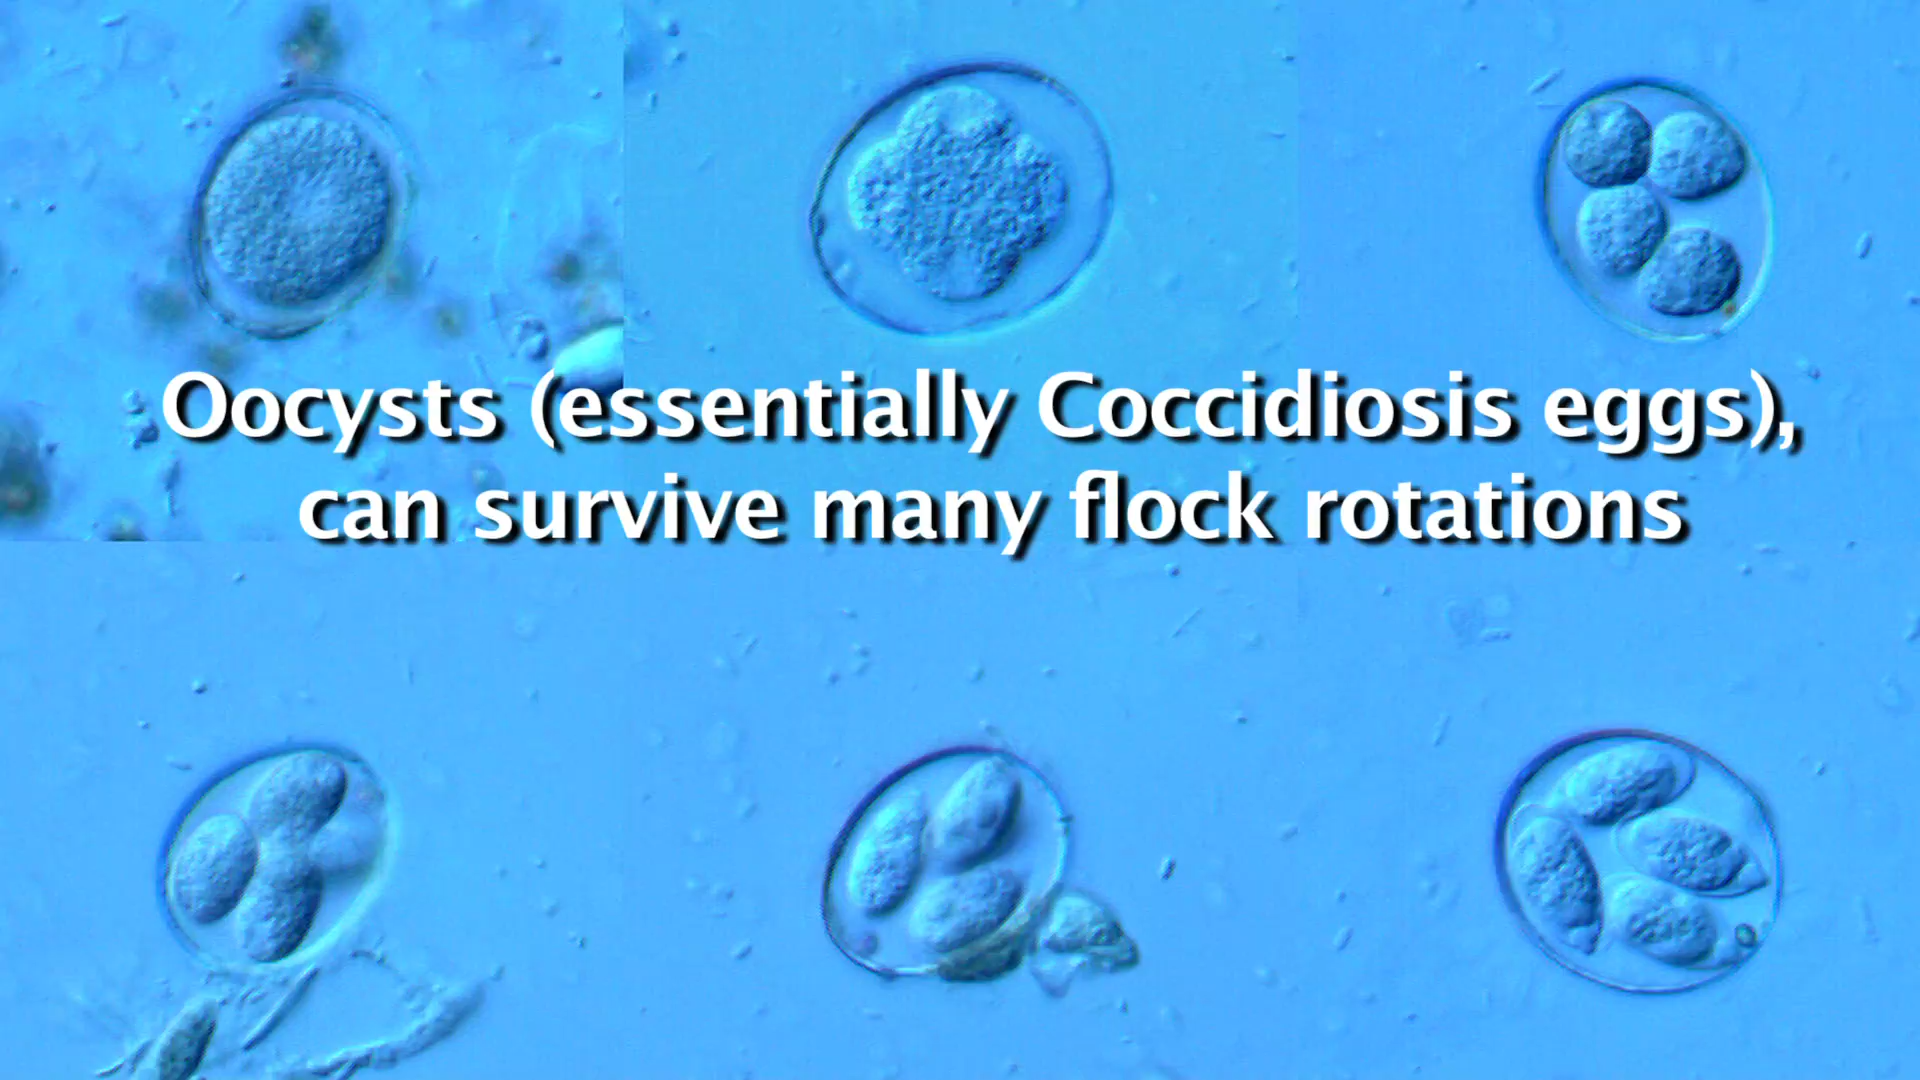 Oocysts (essentially Coccidiosis eggs),
can survive many flock rotations